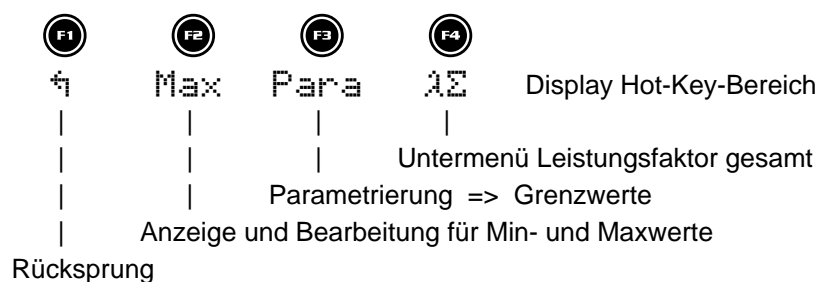 F1 F2 F3 F4
↰ Max Para λΣ Display Hot-Key-Bereich
| | | |
| | | Untermenü Leistungsfaktor gesamt
| | Parametrierung => Grenzwerte
| Anzeige und Bearbeitung für Min- und Maxwerte
Rücksprung